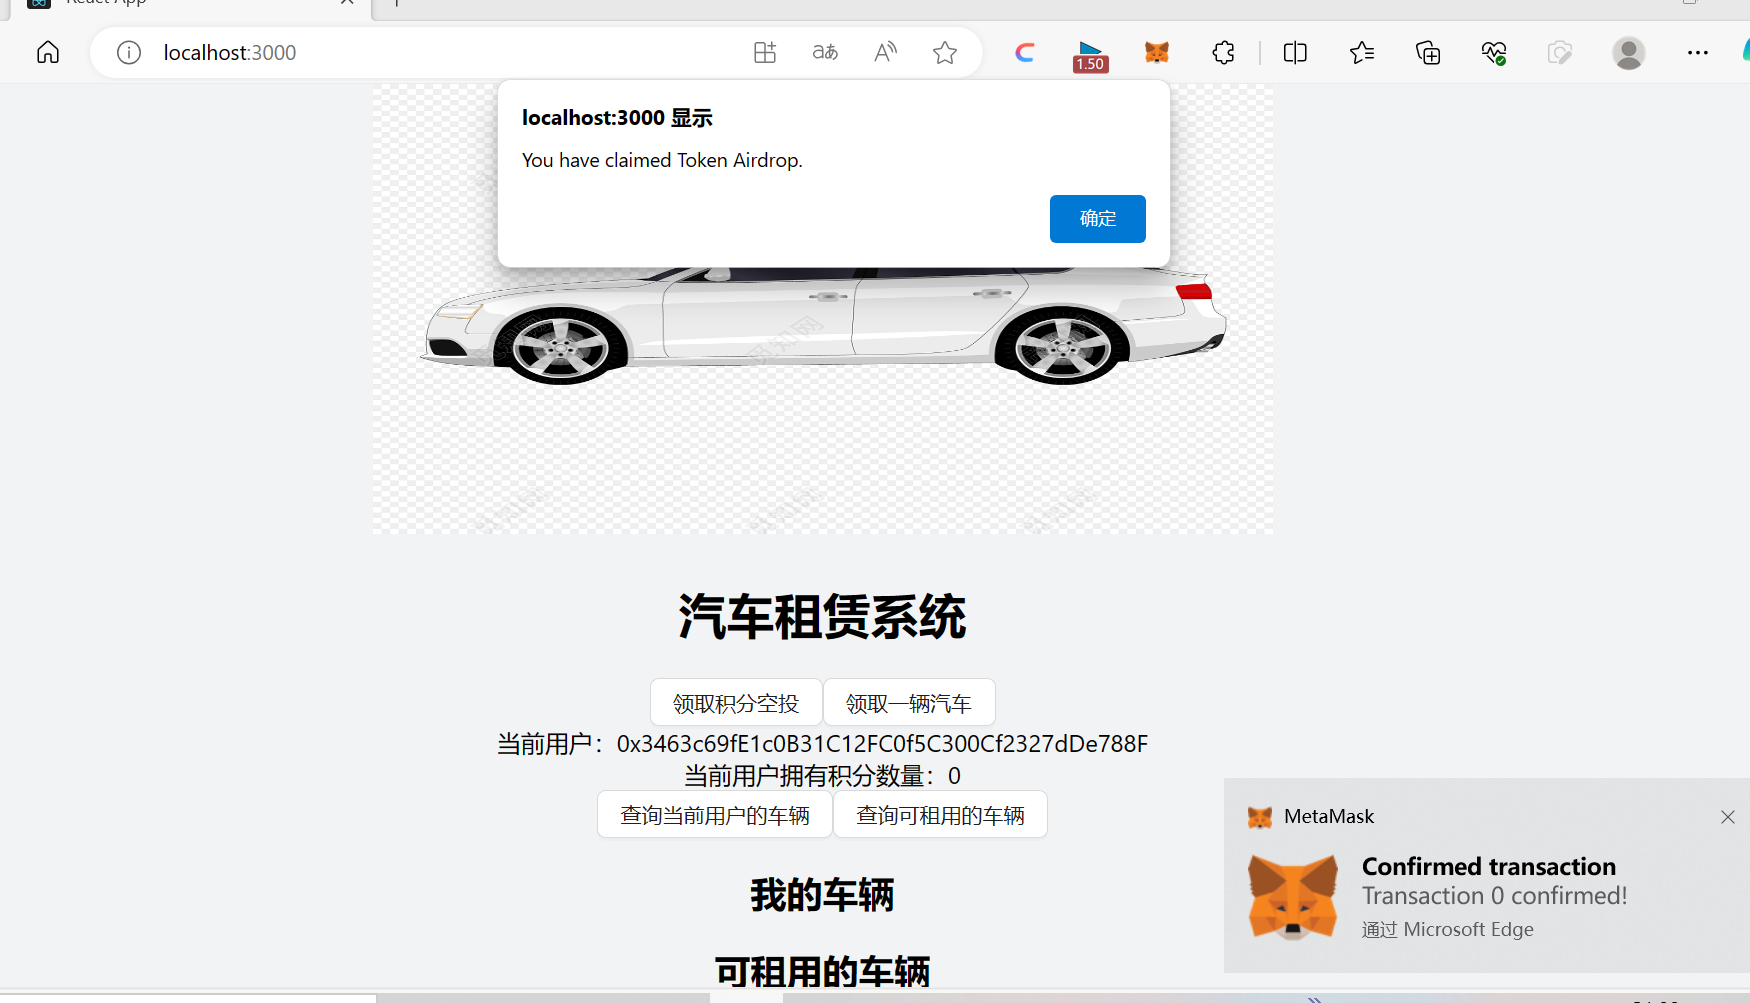 React App
localhost:3000
1.50
localhost:3000 显示
You have claimed Token Airdrop.
确定
汽车租赁系统
领取积分空投 领取一辆汽车
当前用户：0x3463c69fE1c0B31C12FC0f5C300Cf2327dDe788F
当前用户拥有积分数量：0
查询当前用户的车辆 查询可租用的车辆
我的车辆
可租用的车辆
MetaMask
Confirmed transaction
Transaction 0 confirmed!
通过 Microsoft Edge